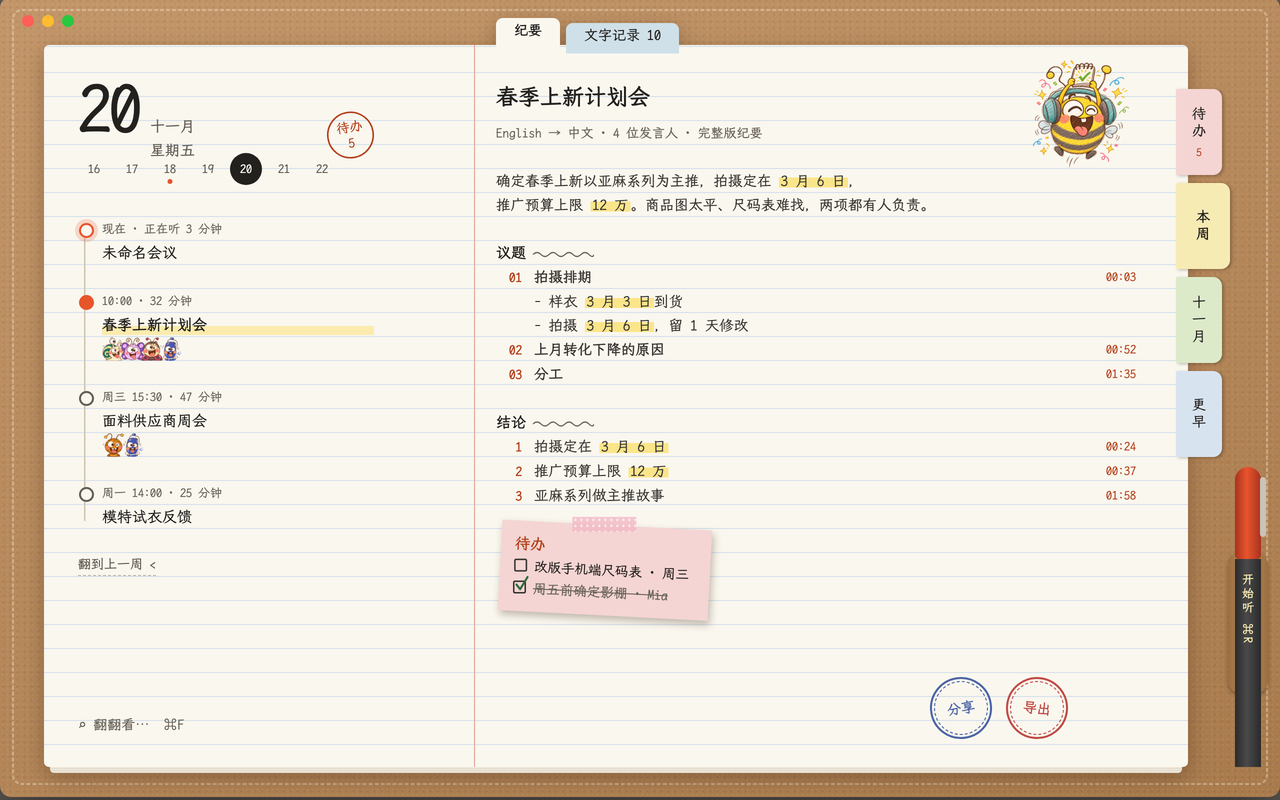 纪要
文字记录 10
20
十一月
星期五
待办
5
16 17 18 19 20 21 22
现在 · 正在听 3 分钟
未命名会议
10:00 · 32 分钟
春季上新计划会
周三 15:30 · 47 分钟
面料供应商周会
周一 14:00 · 25 分钟
模特试衣反馈
翻到上一周 <
翻翻看… ⌘F
春季上新计划会
English → 中文 · 4 位发言人 · 完整版纪要
确定春季上新以亚麻系列为主推，拍摄定在 3 月 6 日，
推广预算上限 12 万。商品图太平、尺码表难找，两项都有人负责。
议题
01 拍摄排期 00:03
- 样衣 3 月 3 日到货
- 拍摄 3 月 6 日，留 1 天修改
02 上月转化下降的原因 00:52
03 分工 01:35
结论
1 拍摄定在 3 月 6 日 00:24
2 推广预算上限 12 万 00:37
3 亚麻系列做主推故事 01:58
待办
改版手机端尺码表 · 周三
周五前确定影棚 · Mia
分享
导出
待办
5
本周
十一月
更早
开始听 ⌘R